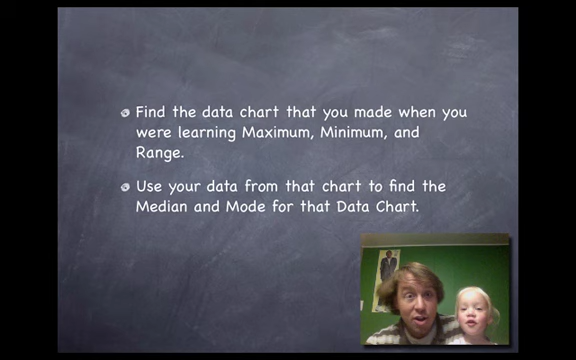 Find the data chart that you made when you
were learning Maximum, Minimum, and
Range.
Use your data from that chart to find the
Median and Mode for that Data Chart.